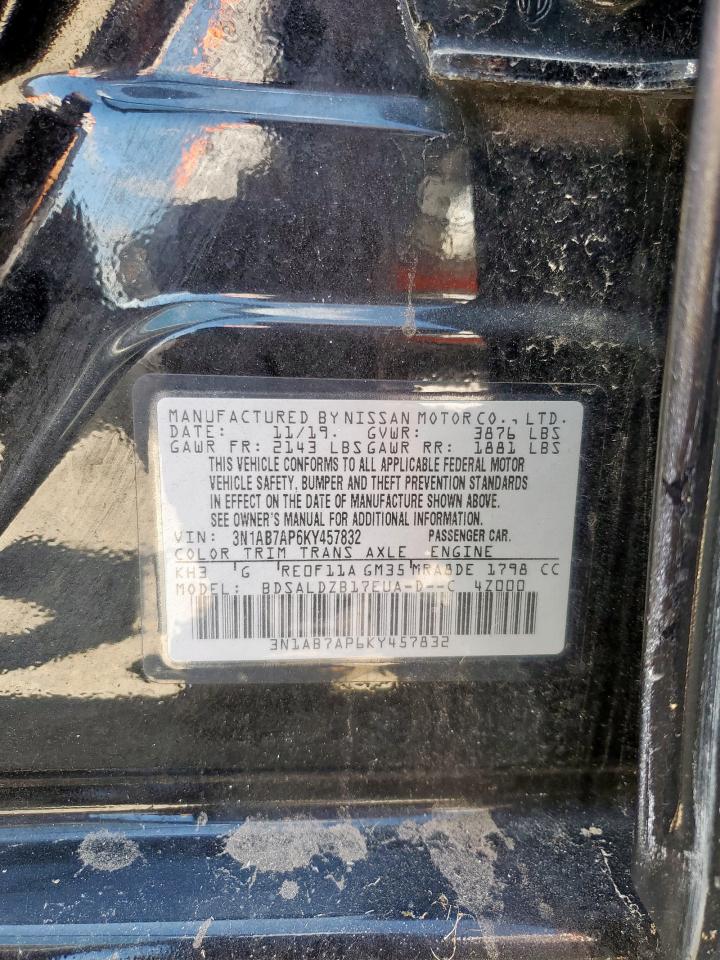 MANUFACTURED BY NISSAN MOTOR CO., LTD.
DATE: 11/19. GVWR: 3876 LBS
GAWR FR: 2143 LBS GAWR RR: 1881 LBS
THIS VEHICLE CONFORMS TO ALL APPLICABLE FEDERAL MOTOR
VEHICLE SAFETY, BUMPER AND THEFT PREVENTION STANDARDS
IN EFFECT ON THE DATE OF MANUFACTURE SHOWN ABOVE.
SEE OWNER'S MANUAL FOR ADDITIONAL INFORMATION.
VIN: 3N1AB7AP6KY457832 PASSENGER CAR.
COLOR TRIM TRANS AXLE ENGINE
KH3 G RE0F11A GM35 MRA8DE 1798 CC
MODEL: BDSALDZB17EUA-D--C 4Z000
3N1AB7AP6KY457832